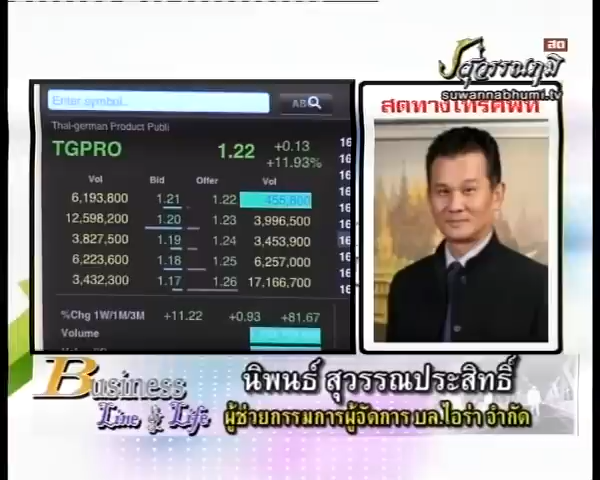 สุวรรณภูมิ
สด
suwannabhumi.tv
Enter symbol...
AB
สดทางโทรศัพท์
Thai-german Product Publi
TGPRO
1.22
+0.13
+11.93%
Vol Bid Offer Vol
6,193,800 1.21 1.22 455,800
12,598,200 1.20 1.23 3,996,500
3,827,500 1.19 1.24 3,453,900
6,223,600 1.18 1.25 6,257,000
3,432,300 1.17 1.26 17,166,700
%Chg 1W/1M/3M +11.22 +0.93 +81.67
Volume
Business
Line & Life
นิพนธ์ สุวรรณประสิทธิ์
ผู้ช่วยกรรมการผู้จัดการ บล.ไอร่า จำกัด